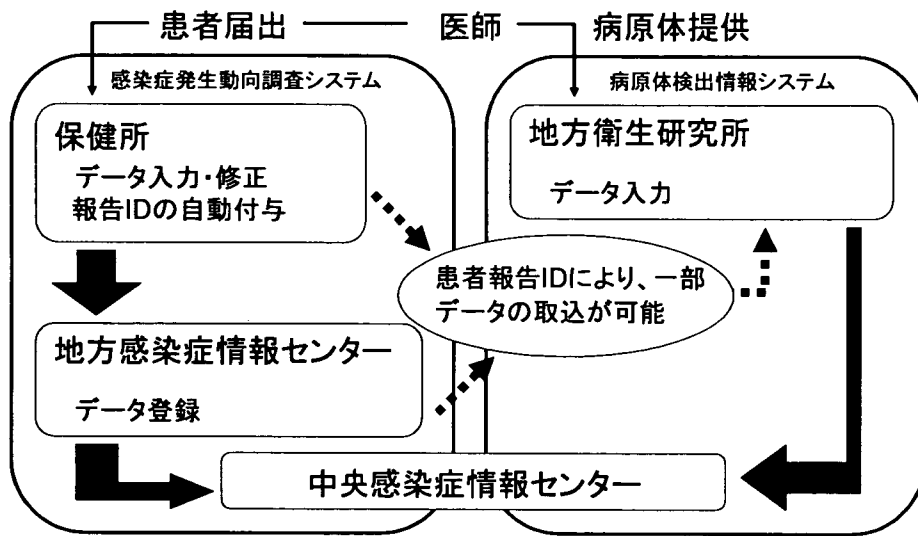 患者届出 医師 病原体提供
感染症発生動向調査システム
保健所
データ入力・修正
報告IDの自動付与
地方感染症情報センター
データ登録
病原体検出情報システム
地方衛生研究所
データ入力
患者報告IDにより、一部
データの取込が可能
中央感染症情報センター